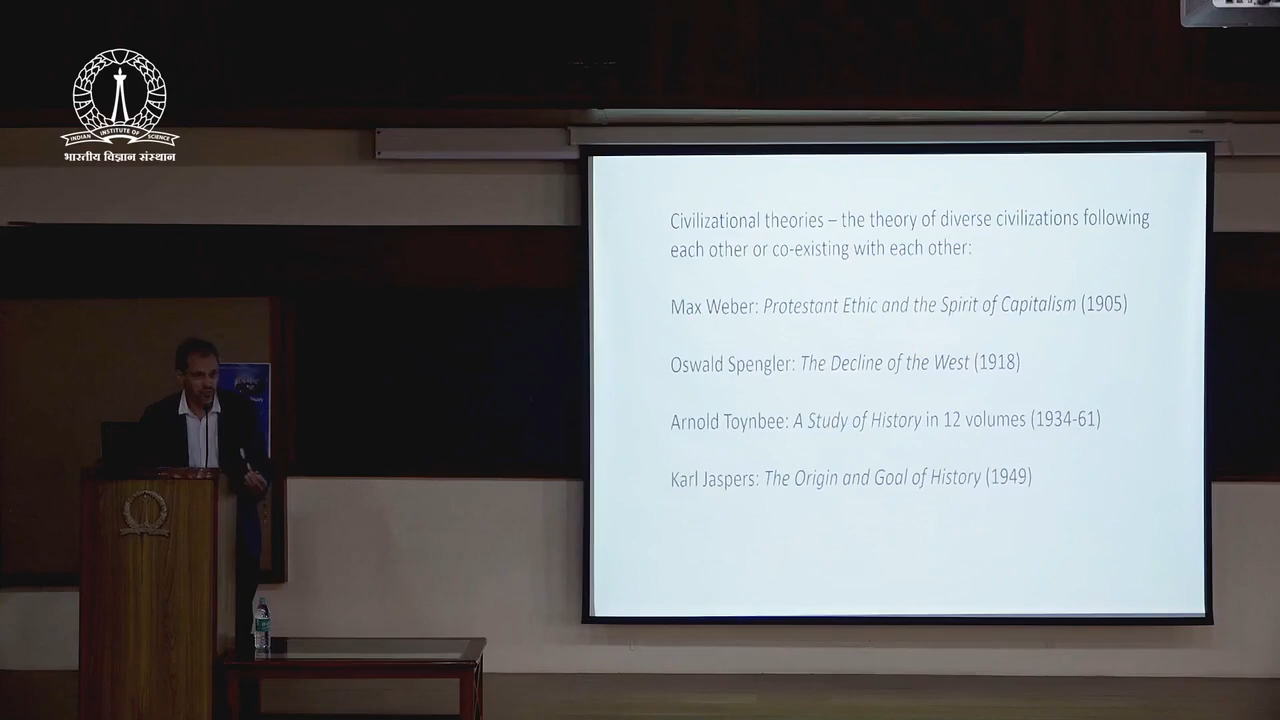 INDIAN INSTITUTE OF SCIENCE
भारतीय विज्ञान संस्थान
Civilizational theories – the theory of diverse civilizations following
each other or co-existing with each other:
Max Weber: Protestant Ethic and the Spirit of Capitalism (1905)
Oswald Spengler: The Decline of the West (1918)
Arnold Toynbee: A Study of History in 12 volumes (1934-61)
Karl Jaspers: The Origin and Goal of History (1949)